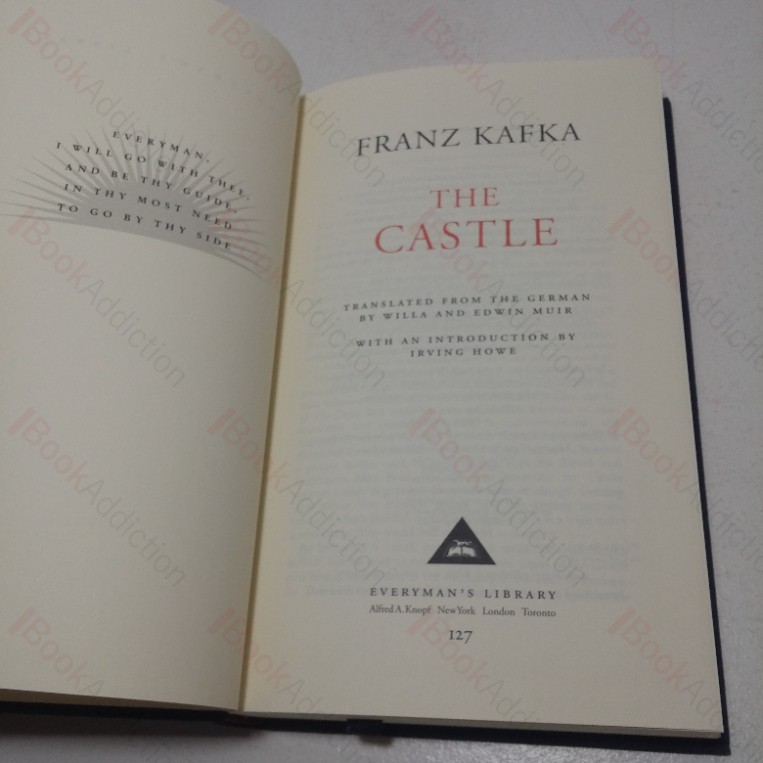 EVERYMAN,
I WILL GO WITH THEE,
AND BE THY GUIDE,
IN THY MOST NEED
TO GO BY THY SIDE
FRANZ KAFKA
THE
CASTLE
TRANSLATED FROM THE GERMAN
BY WILLA AND EDWIN MUIR
WITH AN INTRODUCTION BY
IRVING HOWE
EVERYMAN'S LIBRARY
Alfred A. Knopf New York London Toronto
127
BookAddiction